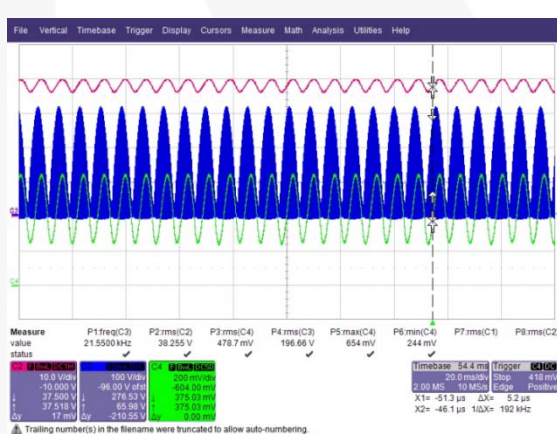 File Vertical Timebase Trigger Display Cursors Measure Math Analysis Utilities Help
C4
Measure P1:freq(C3) P2:rms(C2) P3:rms(C4) P4:rms(C3) P5:max(C4) P6:min(C4) P7:rms(C1) P8:rms(C2)
value 21.5500 kHz 38.255 V 478.7 mV 196.66 V 654 mV 244 mV
status
C2
10.0 V/div
-10.000 V
37.500 V
37.518 V
Δy 17 mV
100 V/div
-96.00 V ofst
276.53 V
65.98 V
Δy -210.55 V
C4
200 mV/div
-604.00 mV
375.03 mV
375.03 mV
Δy 0.00 mV
Timebase 54.4 ms
20.0 ms/div
2.00 MS 10 MS/s
Trigger
Stop 418 mV
Edge Positive
X1= -51.3 µs ΔX= 5.2 µs
X2= -46.1 µs 1/ΔX= 192 kHz
Trailing number(s) in the filename were truncated to allow auto-numbering.